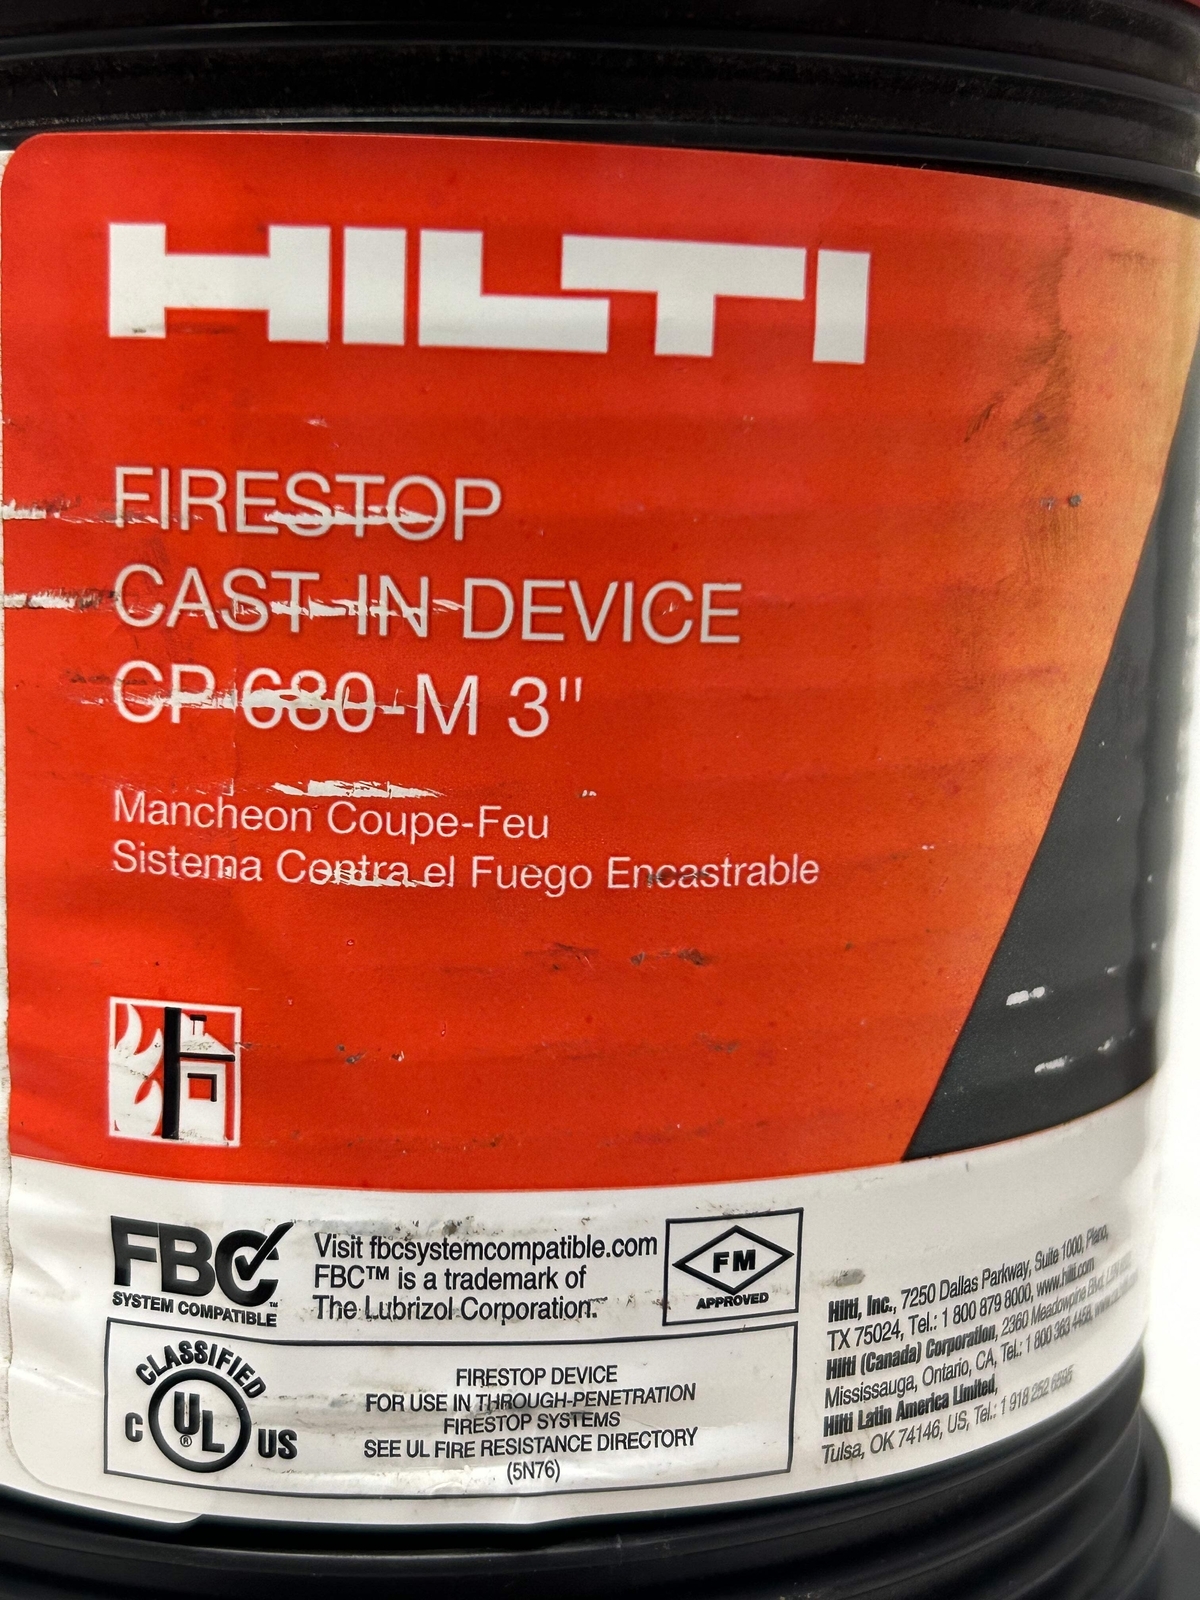 HILTI
FIRESTOP
CAST-IN DEVICE
CP 680-M 3"
Mancheon Coupe-Feu
Sistema Contra el Fuego Encastrable
FBC
SYSTEM COMPATIBLE™
Visit fbcsystemcompatible.com
FBC™ is a trademark of
The Lubrizol Corporation.
FM
APPROVED
CLASSIFIED
C UL® US
FIRESTOP DEVICE
FOR USE IN THROUGH-PENETRATION
FIRESTOP SYSTEMS
SEE UL FIRE RESISTANCE DIRECTORY
(5N76)
Hilti, Inc., 7250 Dallas Parkway, Suite 1000, Plano,
TX 75024, Tel.: 1 800 879 8000, www.hilti.com
Hilti (Canada) Corporation, 2360 Meadowpine Blvd.
Mississauga, Ontario, CA, Tel.: 1 800 363 4458,
Hilti Latin America Limited,
Tulsa, OK 74146, US, Tel.: 1 918 252